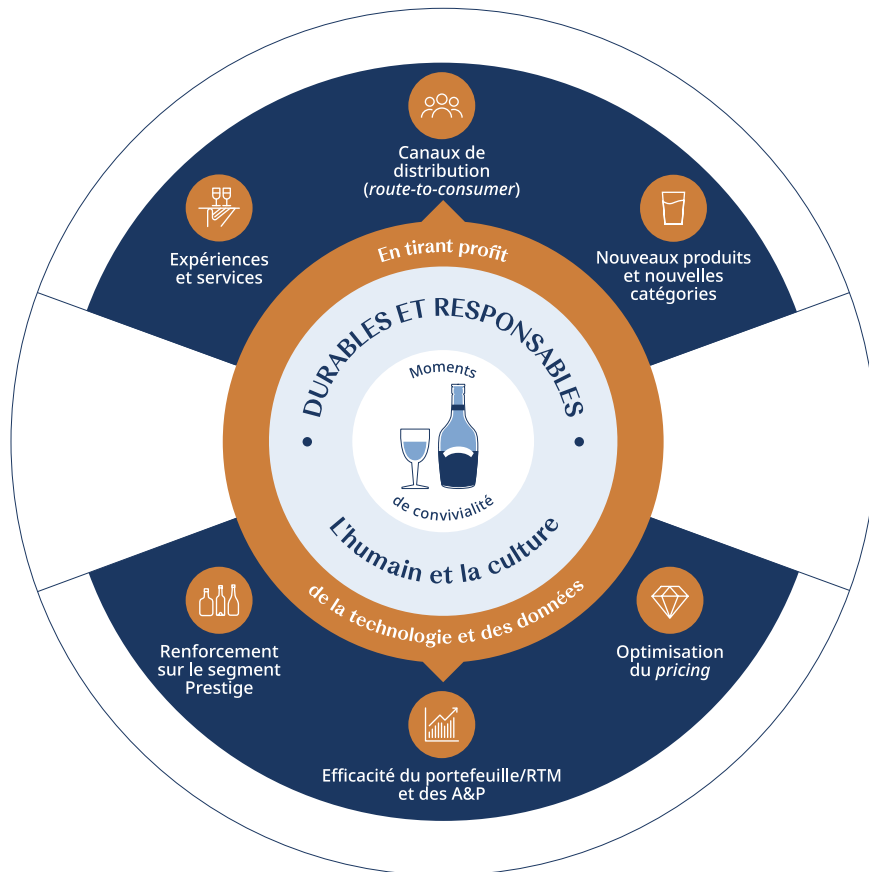 Canaux de
distribution
(route-to-consumer)
Expériences
et services
Nouveaux produits
et nouvelles
catégories
En tirant profit
DURABLES ET RESPONSABLES
Moments
de convivialité
L'humain et la culture
de la technologie et des données
Renforcement
sur le segment
Prestige
Optimisation
du pricing
Efficacité du portefeuille/RTM
et des A&P